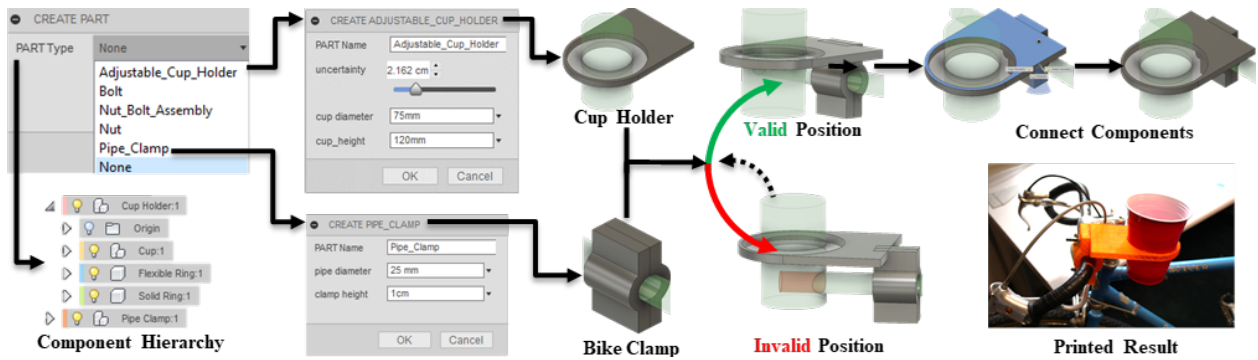 CREATE PART
PART Type
None
Adjustable_Cup_Holder
Bolt
Nut_Bolt_Assembly
Nut
Pipe_Clamp
None
Cup Holder:1
Origin
Cup:1
Flexible Ring:1
Solid Ring:1
Pipe Clamp:1
Component Hierarchy
CREATE ADJUSTABLE_CUP_HOLDER
PART Name
Adjustable_Cup_Holder
uncertainty
2.162 cm
cup diameter
75mm
cup_height
120mm
OK
Cancel
CREATE PIPE_CLAMP
PART Name
Pipe_Clamp
pipe diameter
25 mm
clamp height
1cm
OK
Cancel
Cup Holder
Bike Clamp
Valid Position
Invalid Position
Connect Components
Printed Result